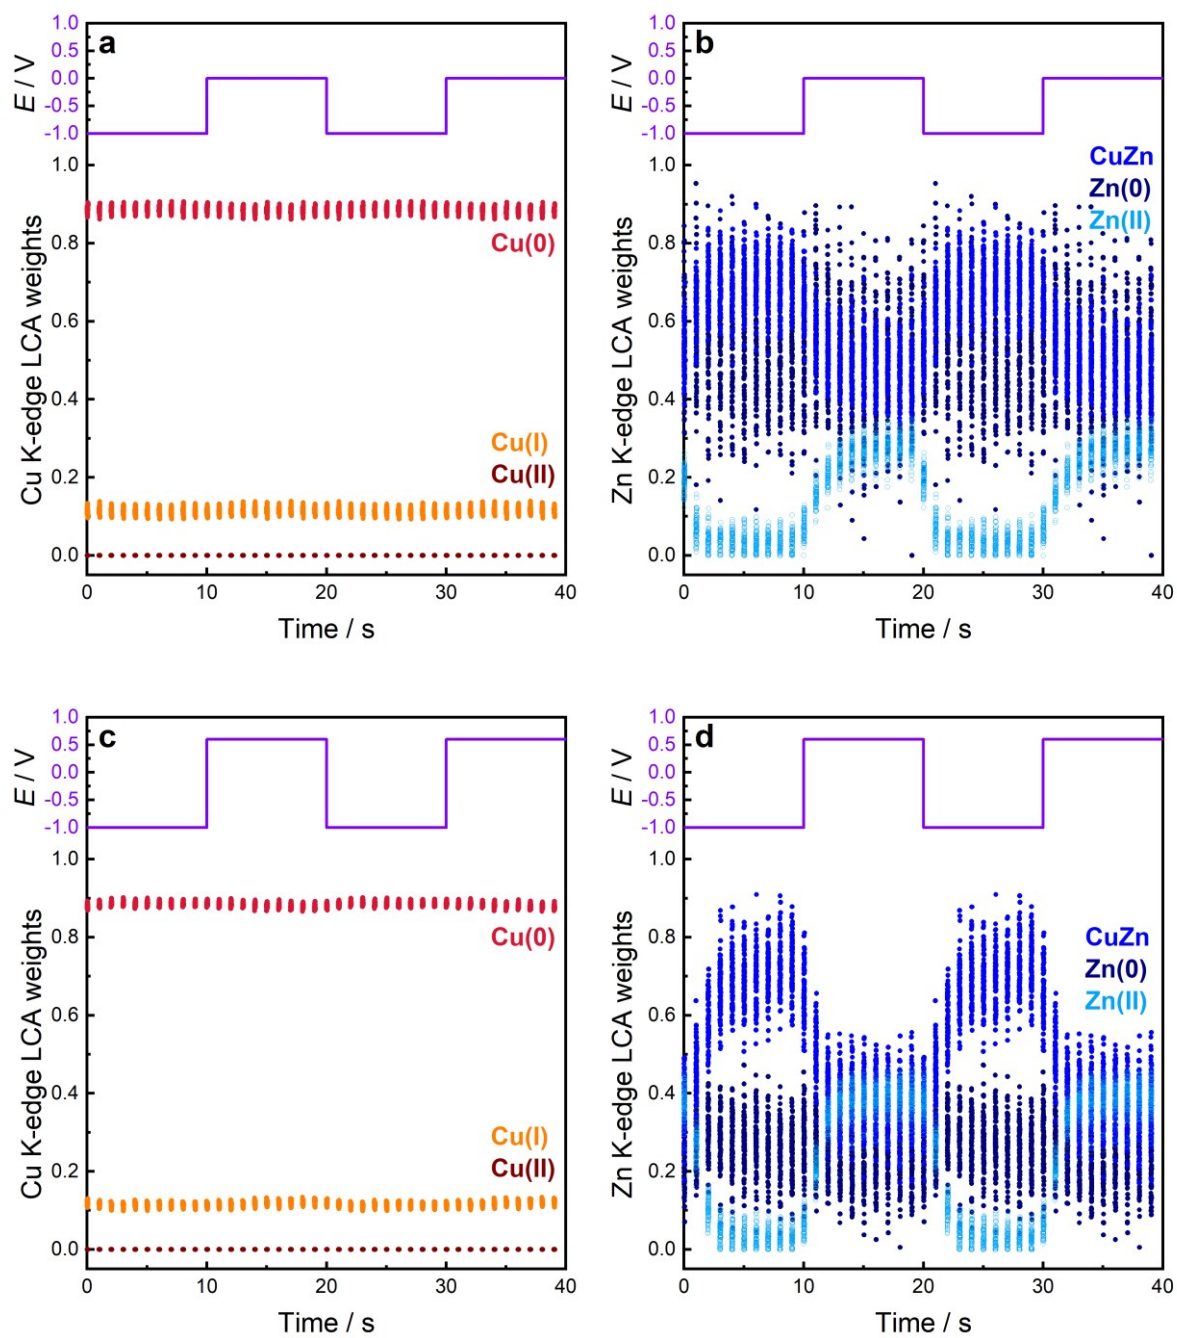 a
1.0
0.5
0.0
-0.5
-1.0
E / V
1.0
0.8
0.6
0.4
0.2
0.0
Cu K-edge LCA weights
Cu(0)
Cu(I)
Cu(II)
0 10 20 30 40
Time / s
b
1.0
0.5
0.0
-0.5
-1.0
E / V
1.0
0.8
0.6
0.4
0.2
0.0
Zn K-edge LCA weights
CuZn
Zn(0)
Zn(II)
0 10 20 30 40
Time / s
c
1.0
0.5
0.0
-0.5
-1.0
E / V
1.0
0.8
0.6
0.4
0.2
0.0
Cu K-edge LCA weights
Cu(0)
Cu(I)
Cu(II)
0 10 20 30 40
Time / s
d
1.0
0.5
0.0
-0.5
-1.0
E / V
1.0
0.8
0.6
0.4
0.2
0.0
Zn K-edge LCA weights
CuZn
Zn(0)
Zn(II)
0 10 20 30 40
Time / s